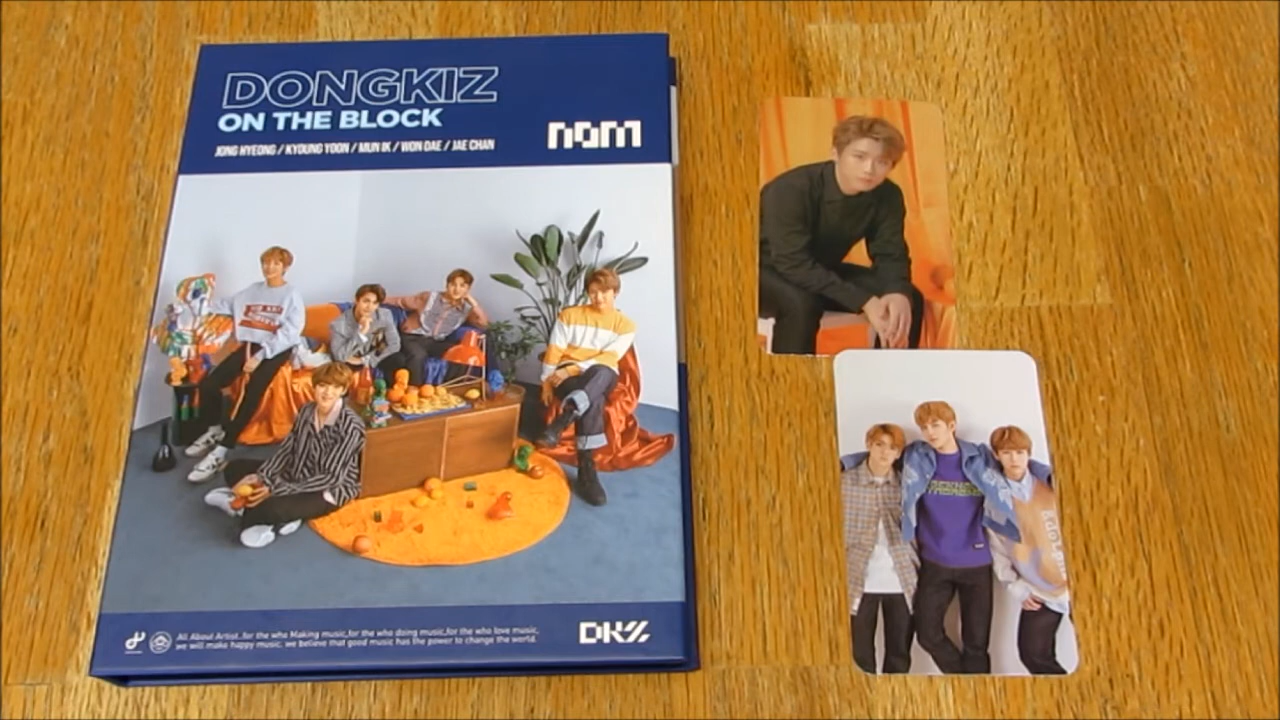 DONGKIZ
ON THE BLOCK
JONG HYEONG / KYOUNG YOON / MUN IK / WON DAE / JAE CHAN
All About Artist..for the who Making music,for the who doing music,for the who love music,
we will make happy music. we believe that good music has the power to change the world.
DKZ